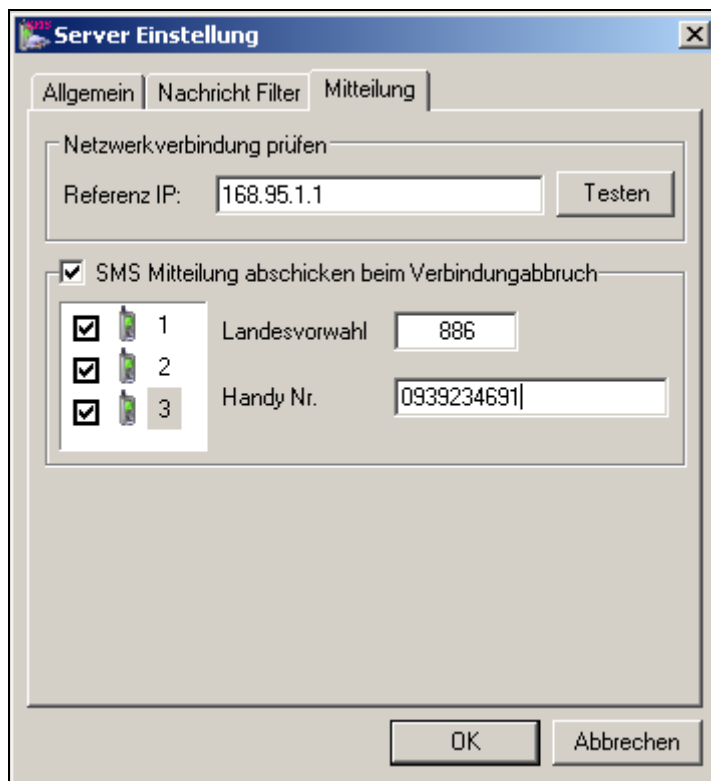 SMS
Server Einstellung
Allgemein Nachricht Filter Mitteilung
Netzwerkverbindung prüfen
Referenz IP: 168.95.1.1 Testen
SMS Mitteilung abschicken beim Verbindungabbruch
1 Landesvorwahl 886
2
3 Handy Nr. 0939234691
OK Abbrechen